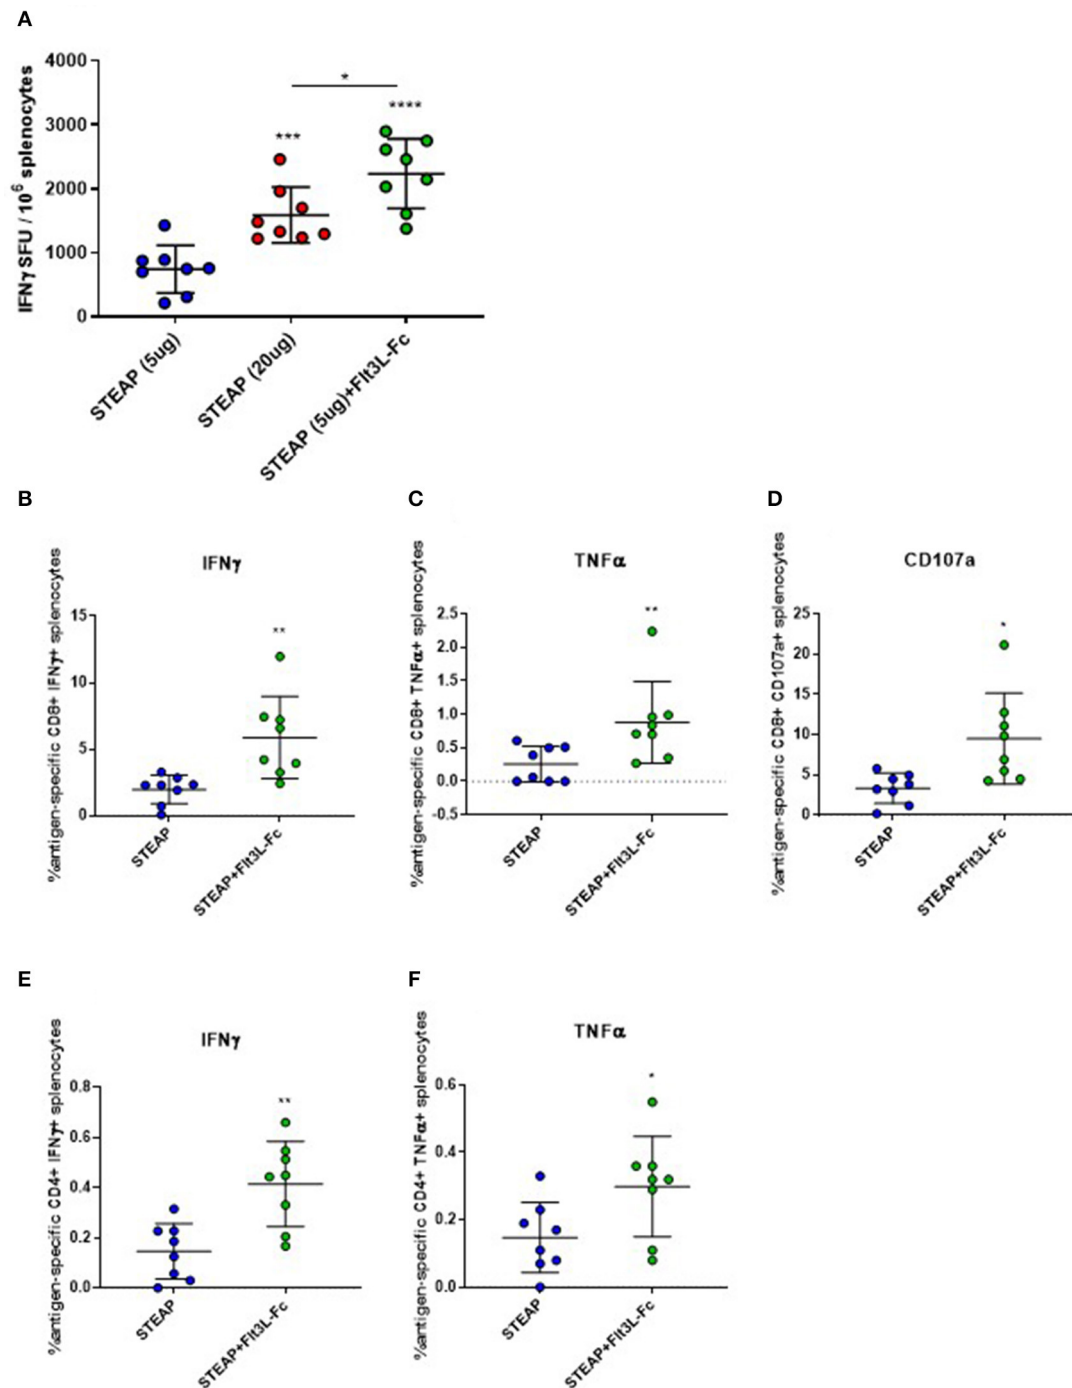 A
IFNγ SFU / 10⁶ splenocytes
4000
3000
2000
1000
0
*
***
****
STEAP (5ug)
STEAP (20ug)
STEAP (5ug)+Flt3L-Fc
B
IFNγ
%antigen-specific CD8+ IFNγ+ splenocytes
15
10
5
0
**
STEAP
STEAP+Flt3L-Fc
C
TNFα
%antigen-specific CD8+ TNFα+ splenocytes
2.5
2.0
1.5
1.0
0.5
0.0
-0.5
**
STEAP
STEAP+Flt3L-Fc
D
CD107a
%antigen-specific CD8+ CD107a+ splenocytes
25
20
15
10
5
0
*
STEAP
STEAP+Flt3L-Fc
E
IFNγ
%antigen-specific CD4+ IFNγ+ splenocytes
0.8
0.6
0.4
0.2
0.0
**
STEAP
STEAP+Flt3L-Fc
F
TNFα
%antigen-specific CD4+ TNFα+ splenocytes
0.6
0.4
0.2
0.0
*
STEAP
STEAP+Flt3L-Fc